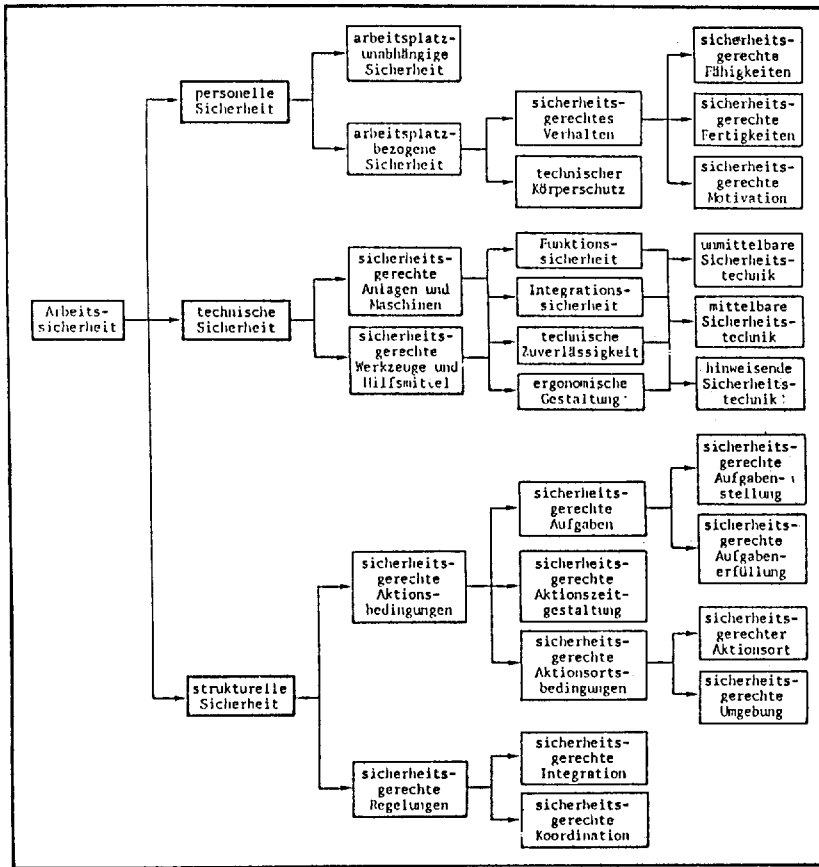 arbeitsplatz-
unabhängige
Sicherheit
sicherheits-
gerechte
Fähigkeiten
personelle
Sicherheit
sicherheits-
gerechtes
Verhalten
sicherheits-
gerechte
Fertigkeiten
arbeitsplatz-
bezogene
Sicherheit
technischer
Körperschutz
sicherheits-
gerechte
Motivation
Funktions-
sicherheit
unmittelbare
Sicherheits-
technik
sicherheits-
gerechte
Anlagen und
Maschinen
Integrations-
sicherheit
Arbeits-
sicherheit
technische
Sicherheit
mittelbare
Sicherheits-
technik
sicherheits-
gerechte
Werkzeuge und
Hilfsmittel
technische
Zuverlässigkeit
ergonomische
Gestaltung
hinweisende
Sicherheits-
technik
sicherheits-
gerechte
Aufgaben-
stellung
sicherheits-
gerechte
Aufgaben
sicherheits-
gerechte
Aufgaben-
erfüllung
sicherheits-
gerechte
Aktions-
bedingungen
sicherheits-
gerechte
Aktionszeit-
gestaltung
sicherheits-
gerechter
Aktionsort
sicherheits-
gerechte
Aktionsorts-
bedingungen
strukturelle
Sicherheit
sicherheits-
gerechte
Umgebung
sicherheits-
gerechte
Integration
sicherheits-
gerechte
Regelungen
sicherheits-
gerechte
Koordination